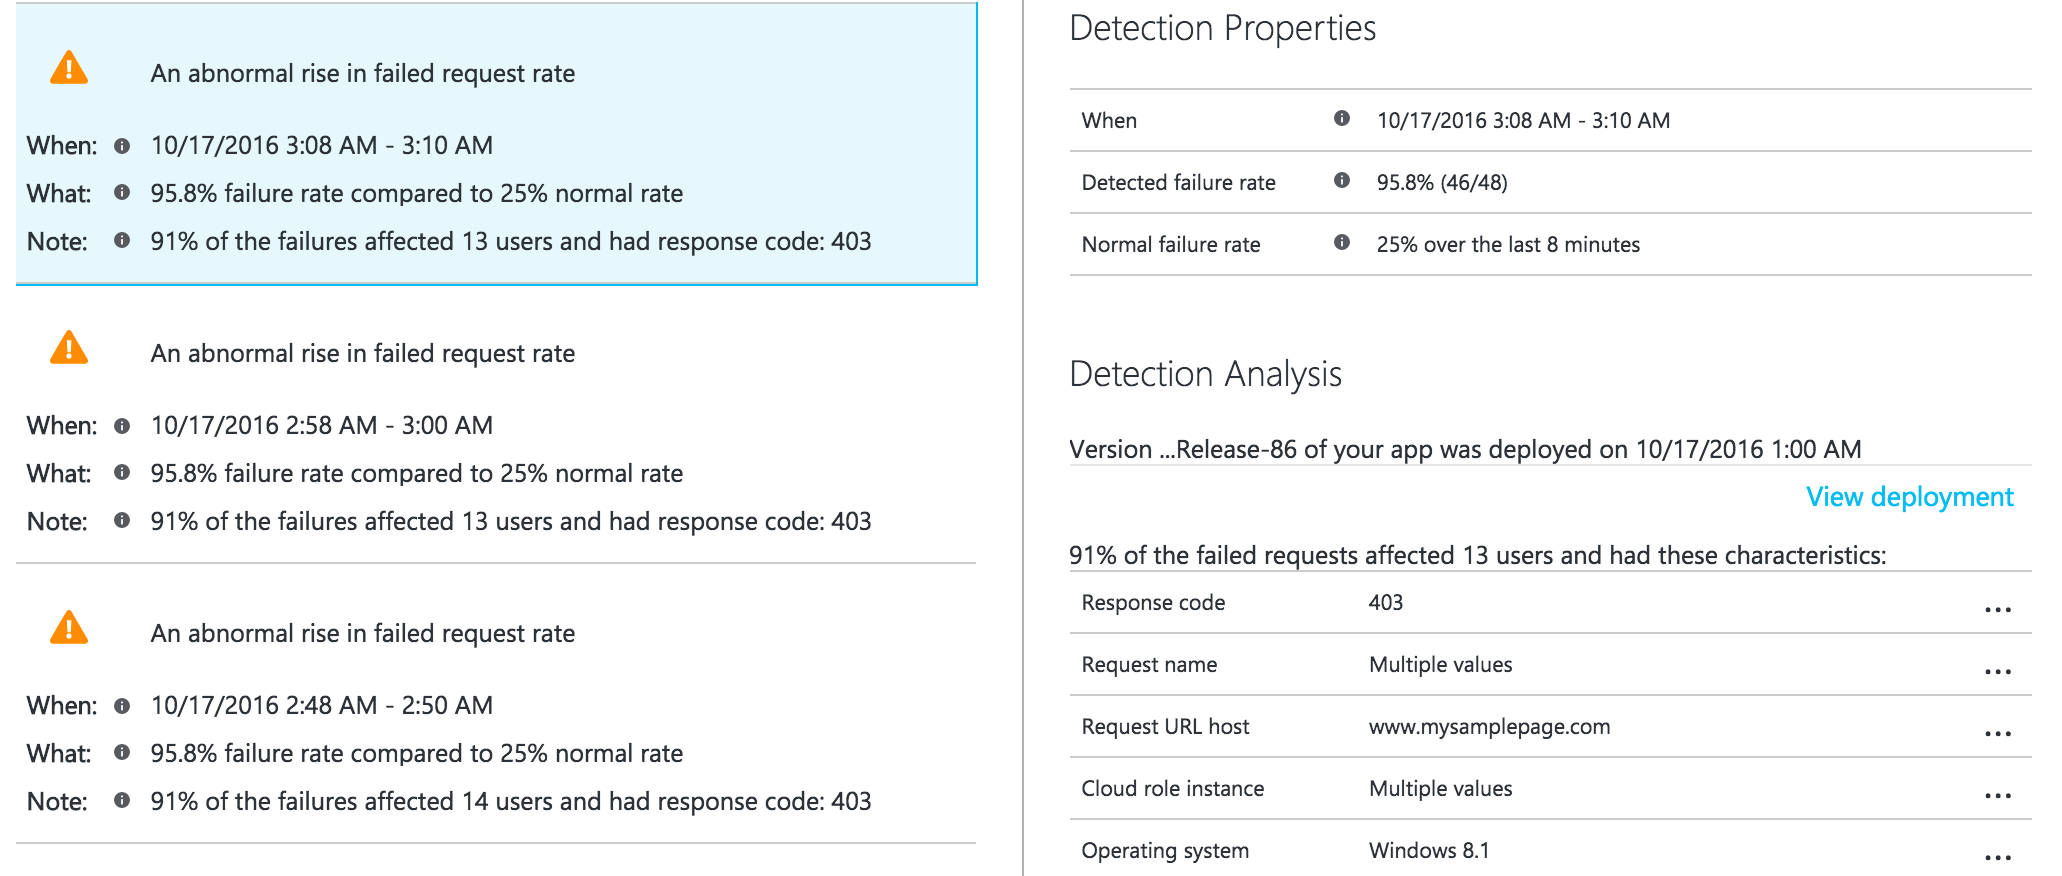 An abnormal rise in failed request rate
When: 10/17/2016 3:08 AM - 3:10 AM
What: 95.8% failure rate compared to 25% normal rate
Note: 91% of the failures affected 13 users and had response code: 403
An abnormal rise in failed request rate
When: 10/17/2016 2:58 AM - 3:00 AM
What: 95.8% failure rate compared to 25% normal rate
Note: 91% of the failures affected 13 users and had response code: 403
An abnormal rise in failed request rate
When: 10/17/2016 2:48 AM - 2:50 AM
What: 95.8% failure rate compared to 25% normal rate
Note: 91% of the failures affected 14 users and had response code: 403
Detection Properties
When 10/17/2016 3:08 AM - 3:10 AM
Detected failure rate 95.8% (46/48)
Normal failure rate 25% over the last 8 minutes
Detection Analysis
Version ...Release-86 of your app was deployed on 10/17/2016 1:00 AM
View deployment
91% of the failed requests affected 13 users and had these characteristics:
Response code 403 ...
Request name Multiple values ...
Request URL host www.mysamplepage.com ...
Cloud role instance Multiple values ...
Operating system Windows 8.1 ...